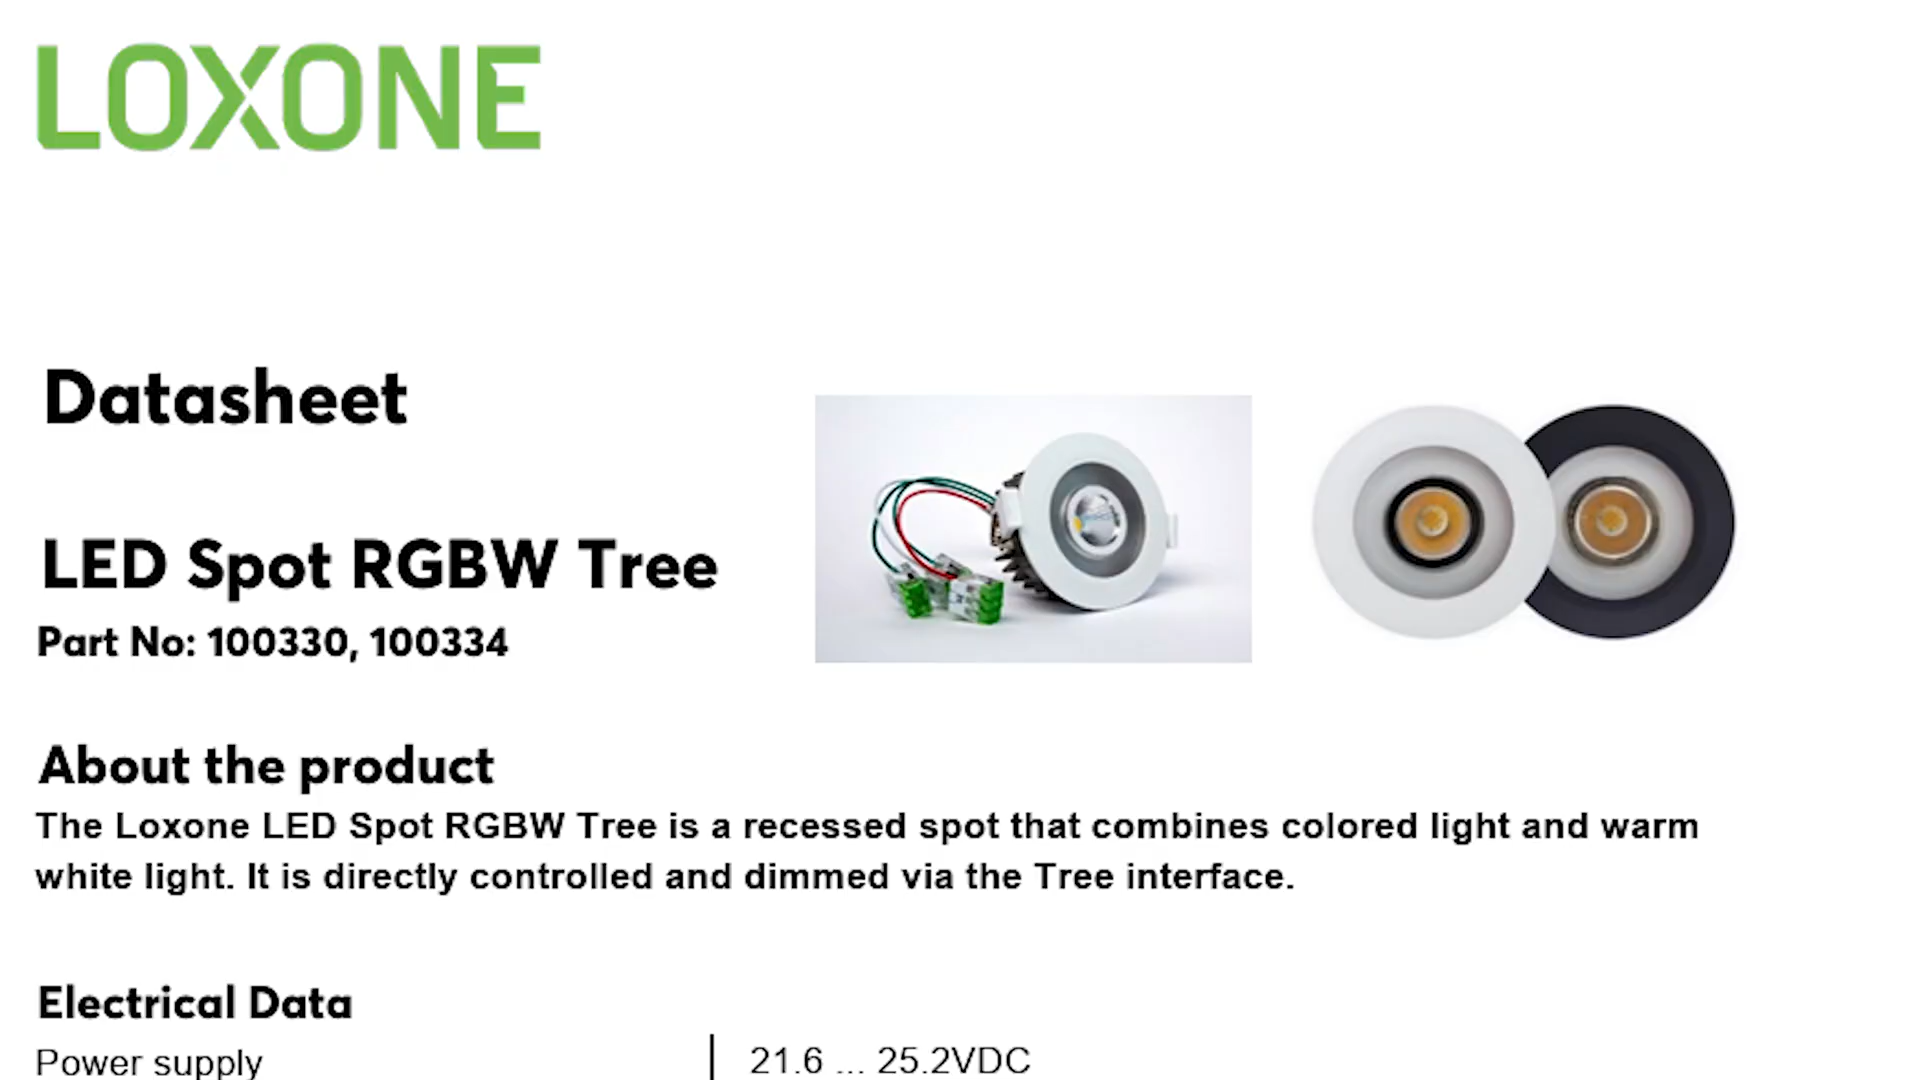 LOXONE
Datasheet
LED Spot RGBW Tree
Part No: 100330, 100334
About the product
The Loxone LED Spot RGBW Tree is a recessed spot that combines colored light and warm
white light. It is directly controlled and dimmed via the Tree interface.
Electrical Data
Power supply | 21.6 ... 25.2VDC